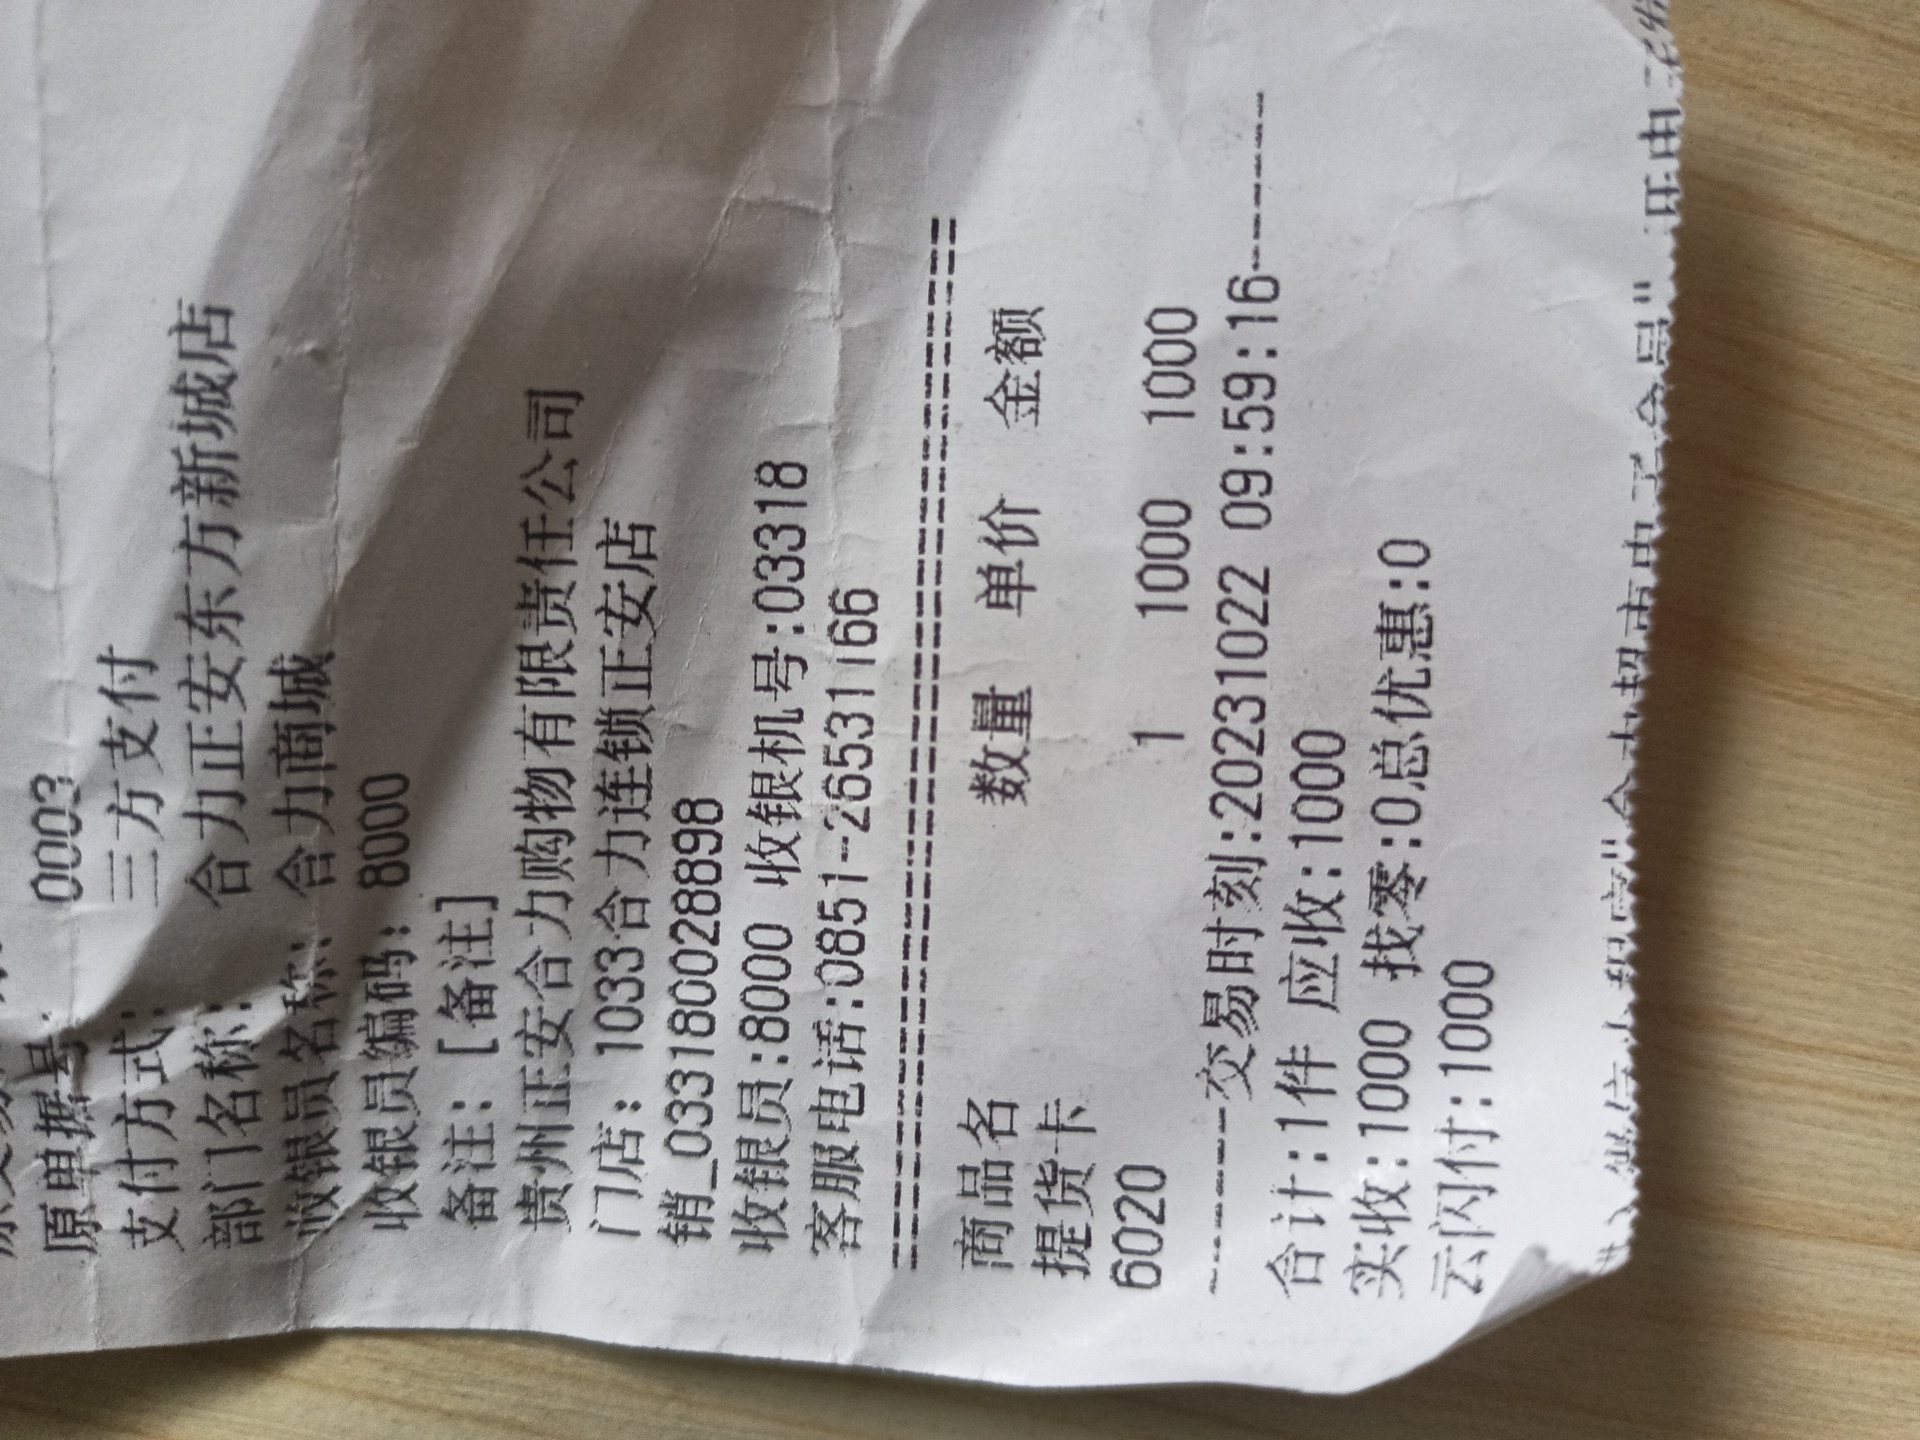 原单据号: 0003
支付方式: 三方支付
部门名称: 合力正安东方新城店
收银员名称: 合力商城
收银员编码: 8000
备注: [备注]
贵州正安合力购物有限责任公司
门店: 1033合力连锁正安店
销_0331800028898
收银员:8000 收银机号:03318
客服电话:0851-26531166
商品名 数量 单价 金额
提货卡
6020 1 1000 1000
--------交易时刻:20231022 09:59:16--------
合计:1件 应收:1000
实收:1000 找零:0总优惠:0
云闪付:1000